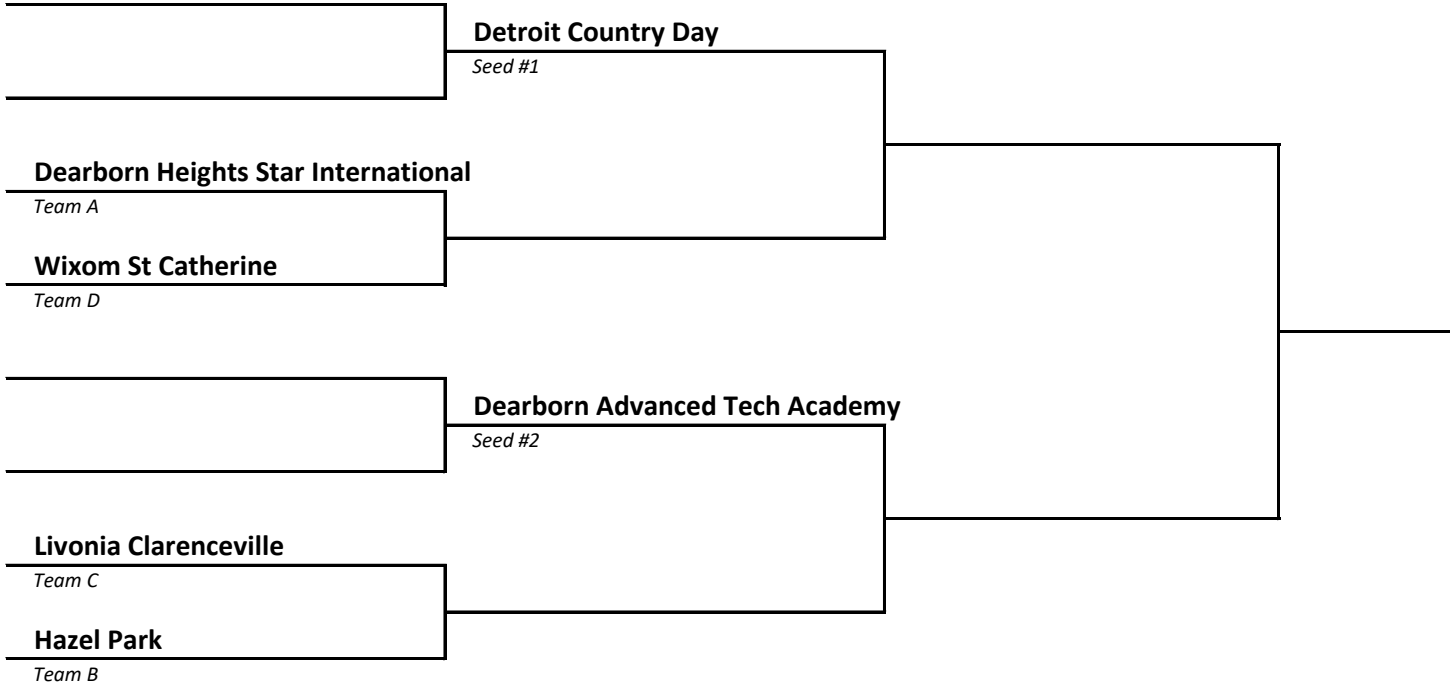 Detroit Country Day
Seed #1
Dearborn Heights Star International
Team A
Wixom St Catherine
Team D
Dearborn Advanced Tech Academy
Seed #2
Livonia Clarenceville
Team C
Hazel Park
Team B